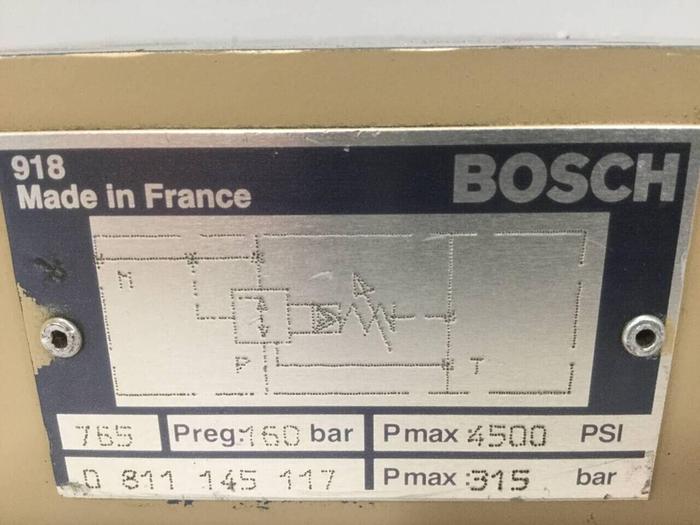 918
Made in France
BOSCH
M
P
T
765 Preg:160 bar Pmax:4500 PSI
0 811 145 117 Pmax:315 bar